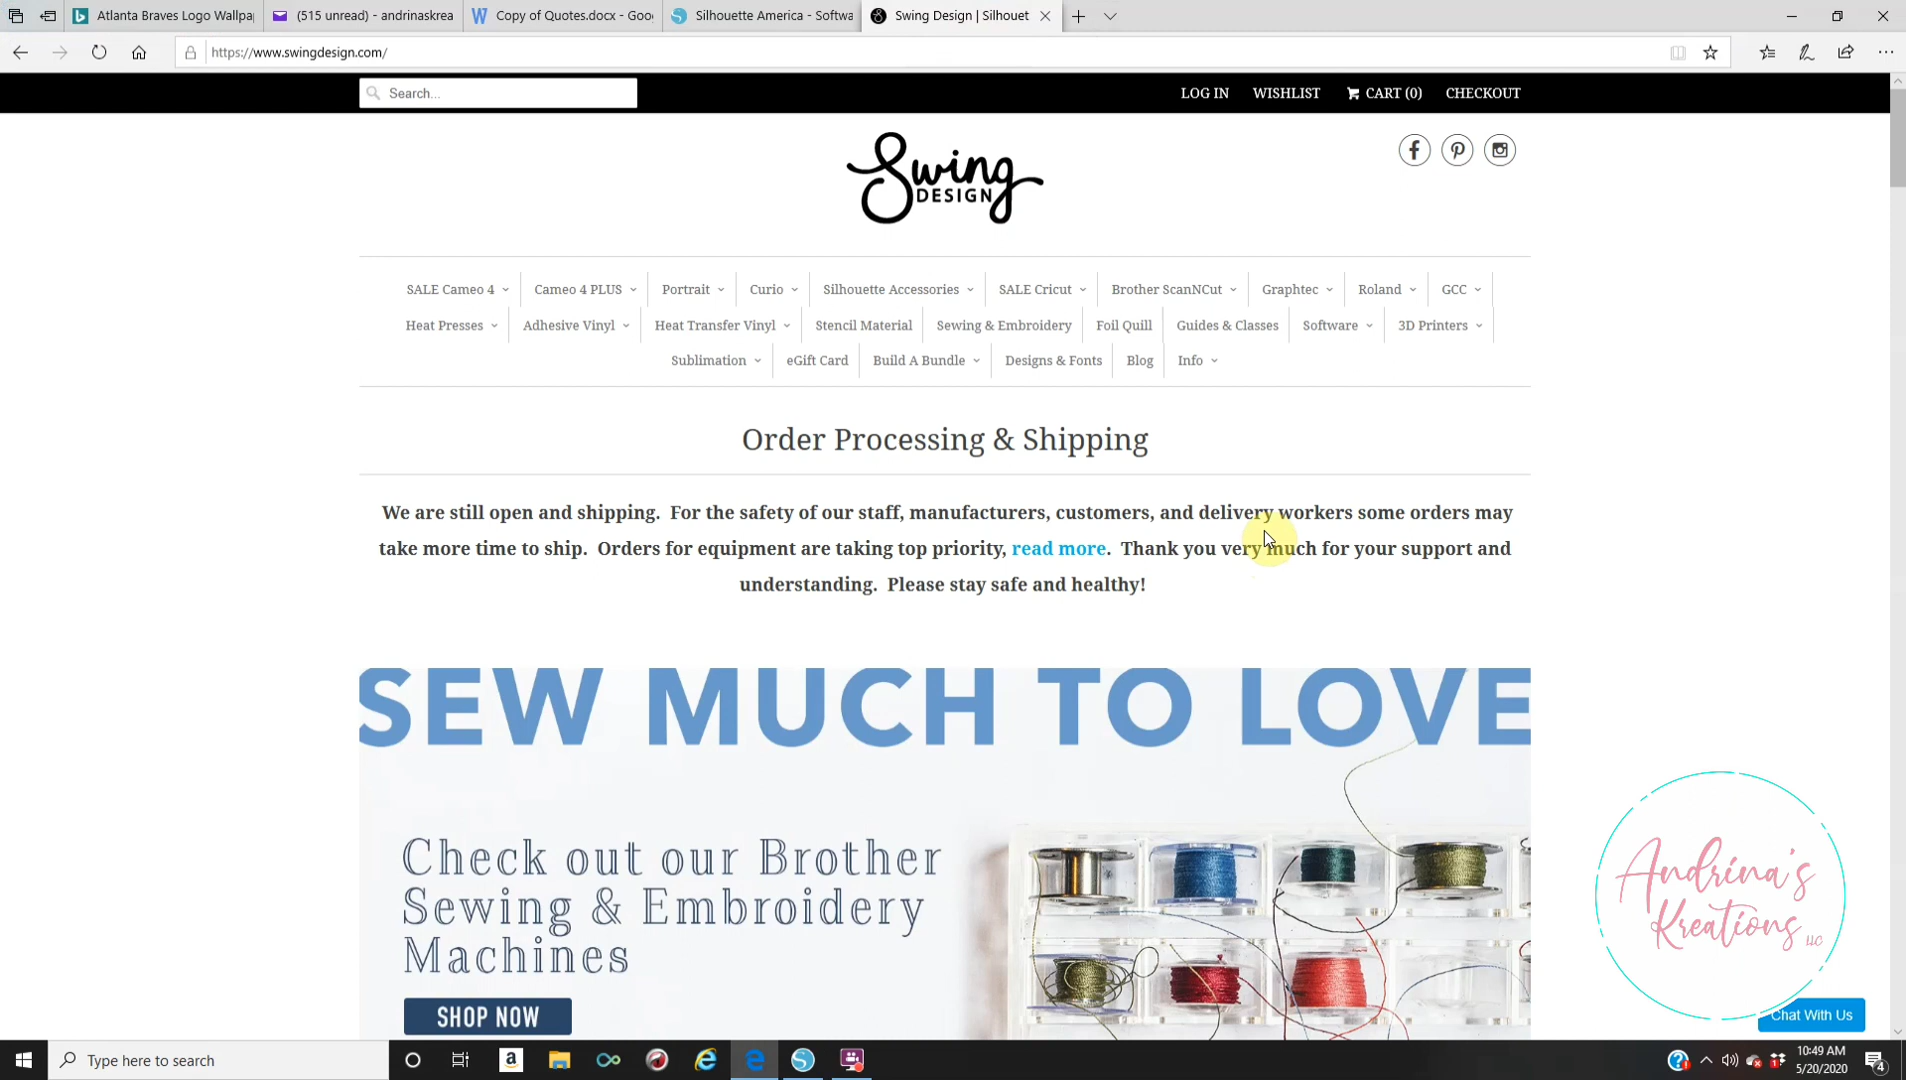 Atlanta Braves Logo Wallpa
(515 unread) - andrinaskrea
Copy of Quotes.docx - Goo
Silhouette America - Softwa
Swing Design | Silhouet
https://www.swingdesign.com/
Search...
LOG IN
WISHLIST
CART (0)
CHECKOUT
Swing
DESIGN
SALE Cameo 4
Cameo 4 PLUS
Portrait
Curio
Silhouette Accessories
SALE Cricut
Brother ScanNCut
Graphtec
Roland
GCC
Heat Presses
Adhesive Vinyl
Heat Transfer Vinyl
Stencil Material
Sewing & Embroidery
Foil Quill
Guides & Classes
Software
3D Printers
Sublimation
eGift Card
Build A Bundle
Designs & Fonts
Blog
Info
Order Processing & Shipping
We are still open and shipping. For the safety of our staff, manufacturers, customers, and delivery workers some orders may
take more time to ship. Orders for equipment are taking top priority, read more. Thank you very much for your support and
understanding. Please stay safe and healthy!
SEW MUCH TO LOVE
Check out our Brother
Sewing & Embroidery
Machines
SHOP NOW
Andrina's
Kreations
LLC
Chat With Us
Type here to search
10:49 AM
5/20/2020
4